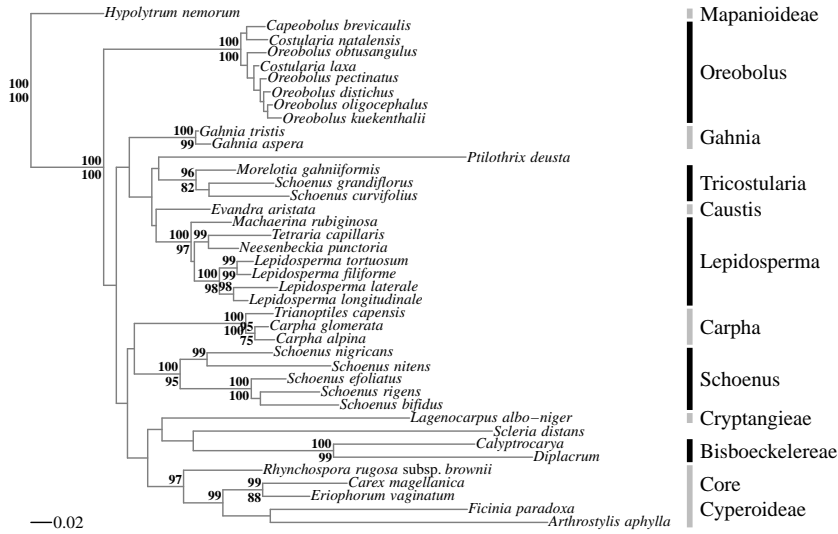 Hypolytrum nemorum
Mapanioideae
Capeobolus brevicaulis
100
Costularia natalensis
100
Oreobolus obtusangulus
Costularia laxa
Oreobolus
Oreobolus pectinatus
100
Oreobolus distichus
100
Oreobolus oligocephalus
Oreobolus kuekenthalii
100
Gahnia tristis
Gahnia
99
Gahnia aspera
100
Ptilothrix deusta
100
96
Morelotia gahniiformis
82
Schoenus grandiflorus
Tricostularia
Schoenus curvifolius
Evandra aristata
Caustis
Machaerina rubiginosa
100
99
Tetraria capillaris
97
Neesenbeckia punctoria
99
Lepidosperma tortuosum
Lepidosperma
100
99
Lepidosperma filiforme
98
98
Lepidosperma laterale
Lepidosperma longitudinale
100
Trianoptiles capensis
100
95
Carpha glomerata
Carpha
75
Carpha alpina
99
Schoenus nigricans
100
Schoenus nitens
95
100
Schoenus efoliatus
Schoenus
100
Schoenus rigens
Schoenus bifidus
Lagenocarpus albo−niger
Cryptangieae
Scleria distans
100
Calyptrocarya
Bisboeckelereae
99
Diplacrum
97
Rhynchospora rugosa subsp. brownii
99
Carex magellanica
Core
99
88
Eriophorum vaginatum
Cyperoideae
Ficinia paradoxa
0.02
Arthrostylis aphylla